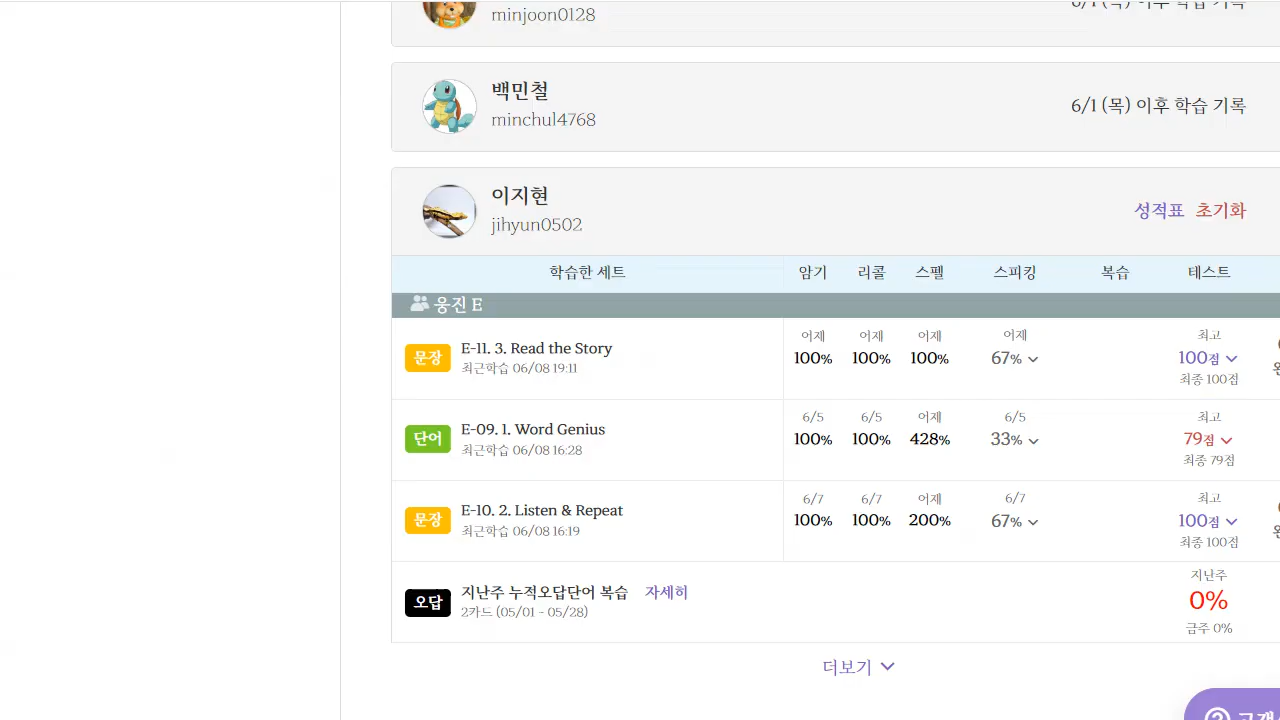 minjoon0128
6/1 (목) 이후 학습 기록
백민철
minchul4768
6/1 (목) 이후 학습 기록
이지현
jihyun0502
성적표 초기화
학습한 세트 암기 리콜 스펠 스피킹 복습 테스트
웅진 E
문장
E-11. 3. Read the Story
최근학습 06/08 19:11
어제 어제 어제 어제 최고
100% 100% 100% 67% 100점
최종 100점
단어
E-09. 1. Word Genius
최근학습 06/08 16:28
6/5 6/5 어제 6/5 최고
100% 100% 428% 33% 79점
최종 79점
문장
E-10. 2. Listen & Repeat
최근학습 06/08 16:19
6/7 6/7 어제 6/7 최고
100% 100% 200% 67% 100점
최종 100점
오답
지난주 누적오답단어 복습 자세히
2카드 (05/01 - 05/28)
지난주
0%
금주 0%
더보기